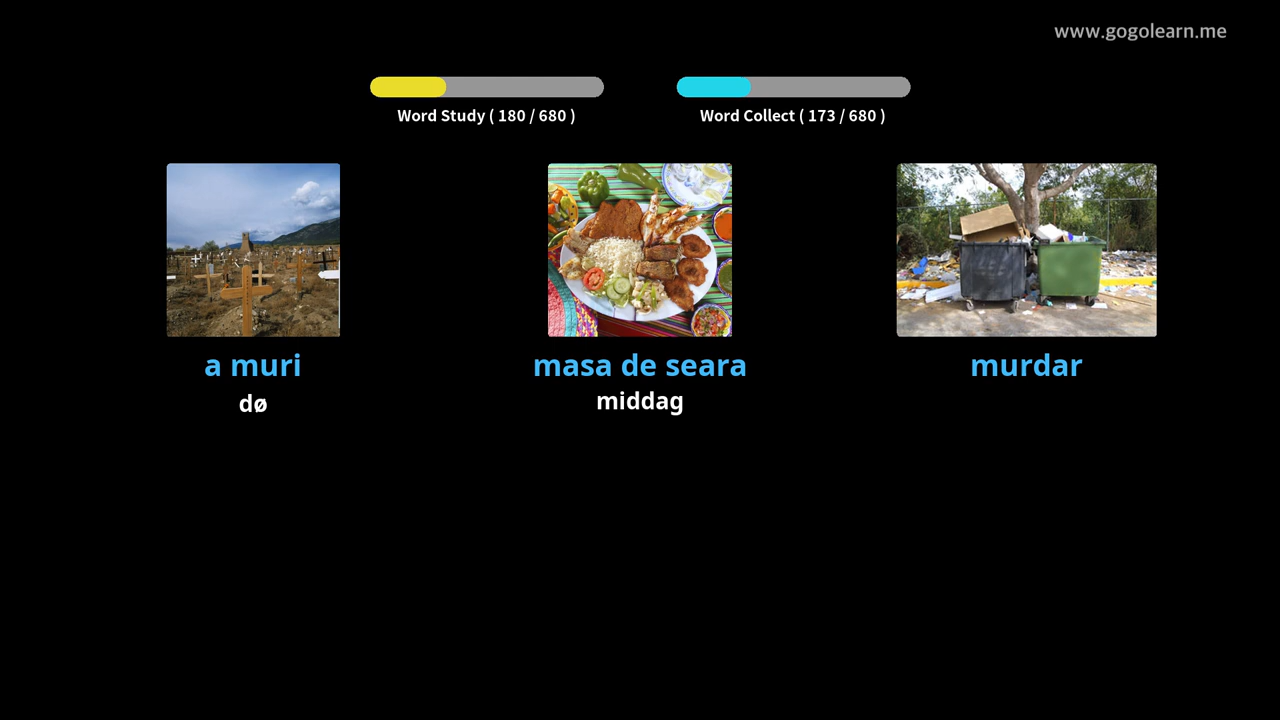 www.gogolearn.me
Word Study ( 180 / 680 )
Word Collect ( 173 / 680 )
a muri
dø
masa de seara
middag
murdar